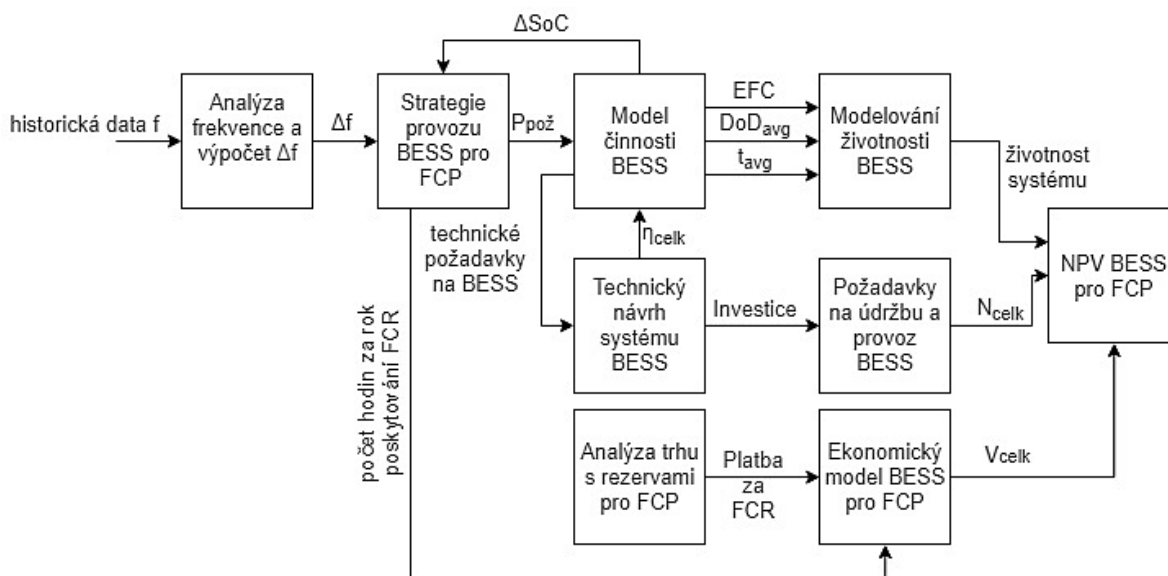 ΔSoC
historická data f
Analýza
frekvence a
výpočet Δf
Δf
Strategie
provozu
BESS pro
FCP
Ppož
Model
činnosti
BESS
EFC
DoDavg
tavg
Modelování
životnosti
BESS
životnost
systému
technické
požadavky
na BESS
ηcelk
Technický
návrh
systému
BESS
Investice
Požadavky
na údržbu a
provoz
BESS
Ncelk
NPV BESS
pro FCP
počet hodin za rok
poskytování FCR
Analýza trhu
s rezervami
pro FCP
Platba
za
FCR
Ekonomický
model BESS
pro FCP
Vcelk